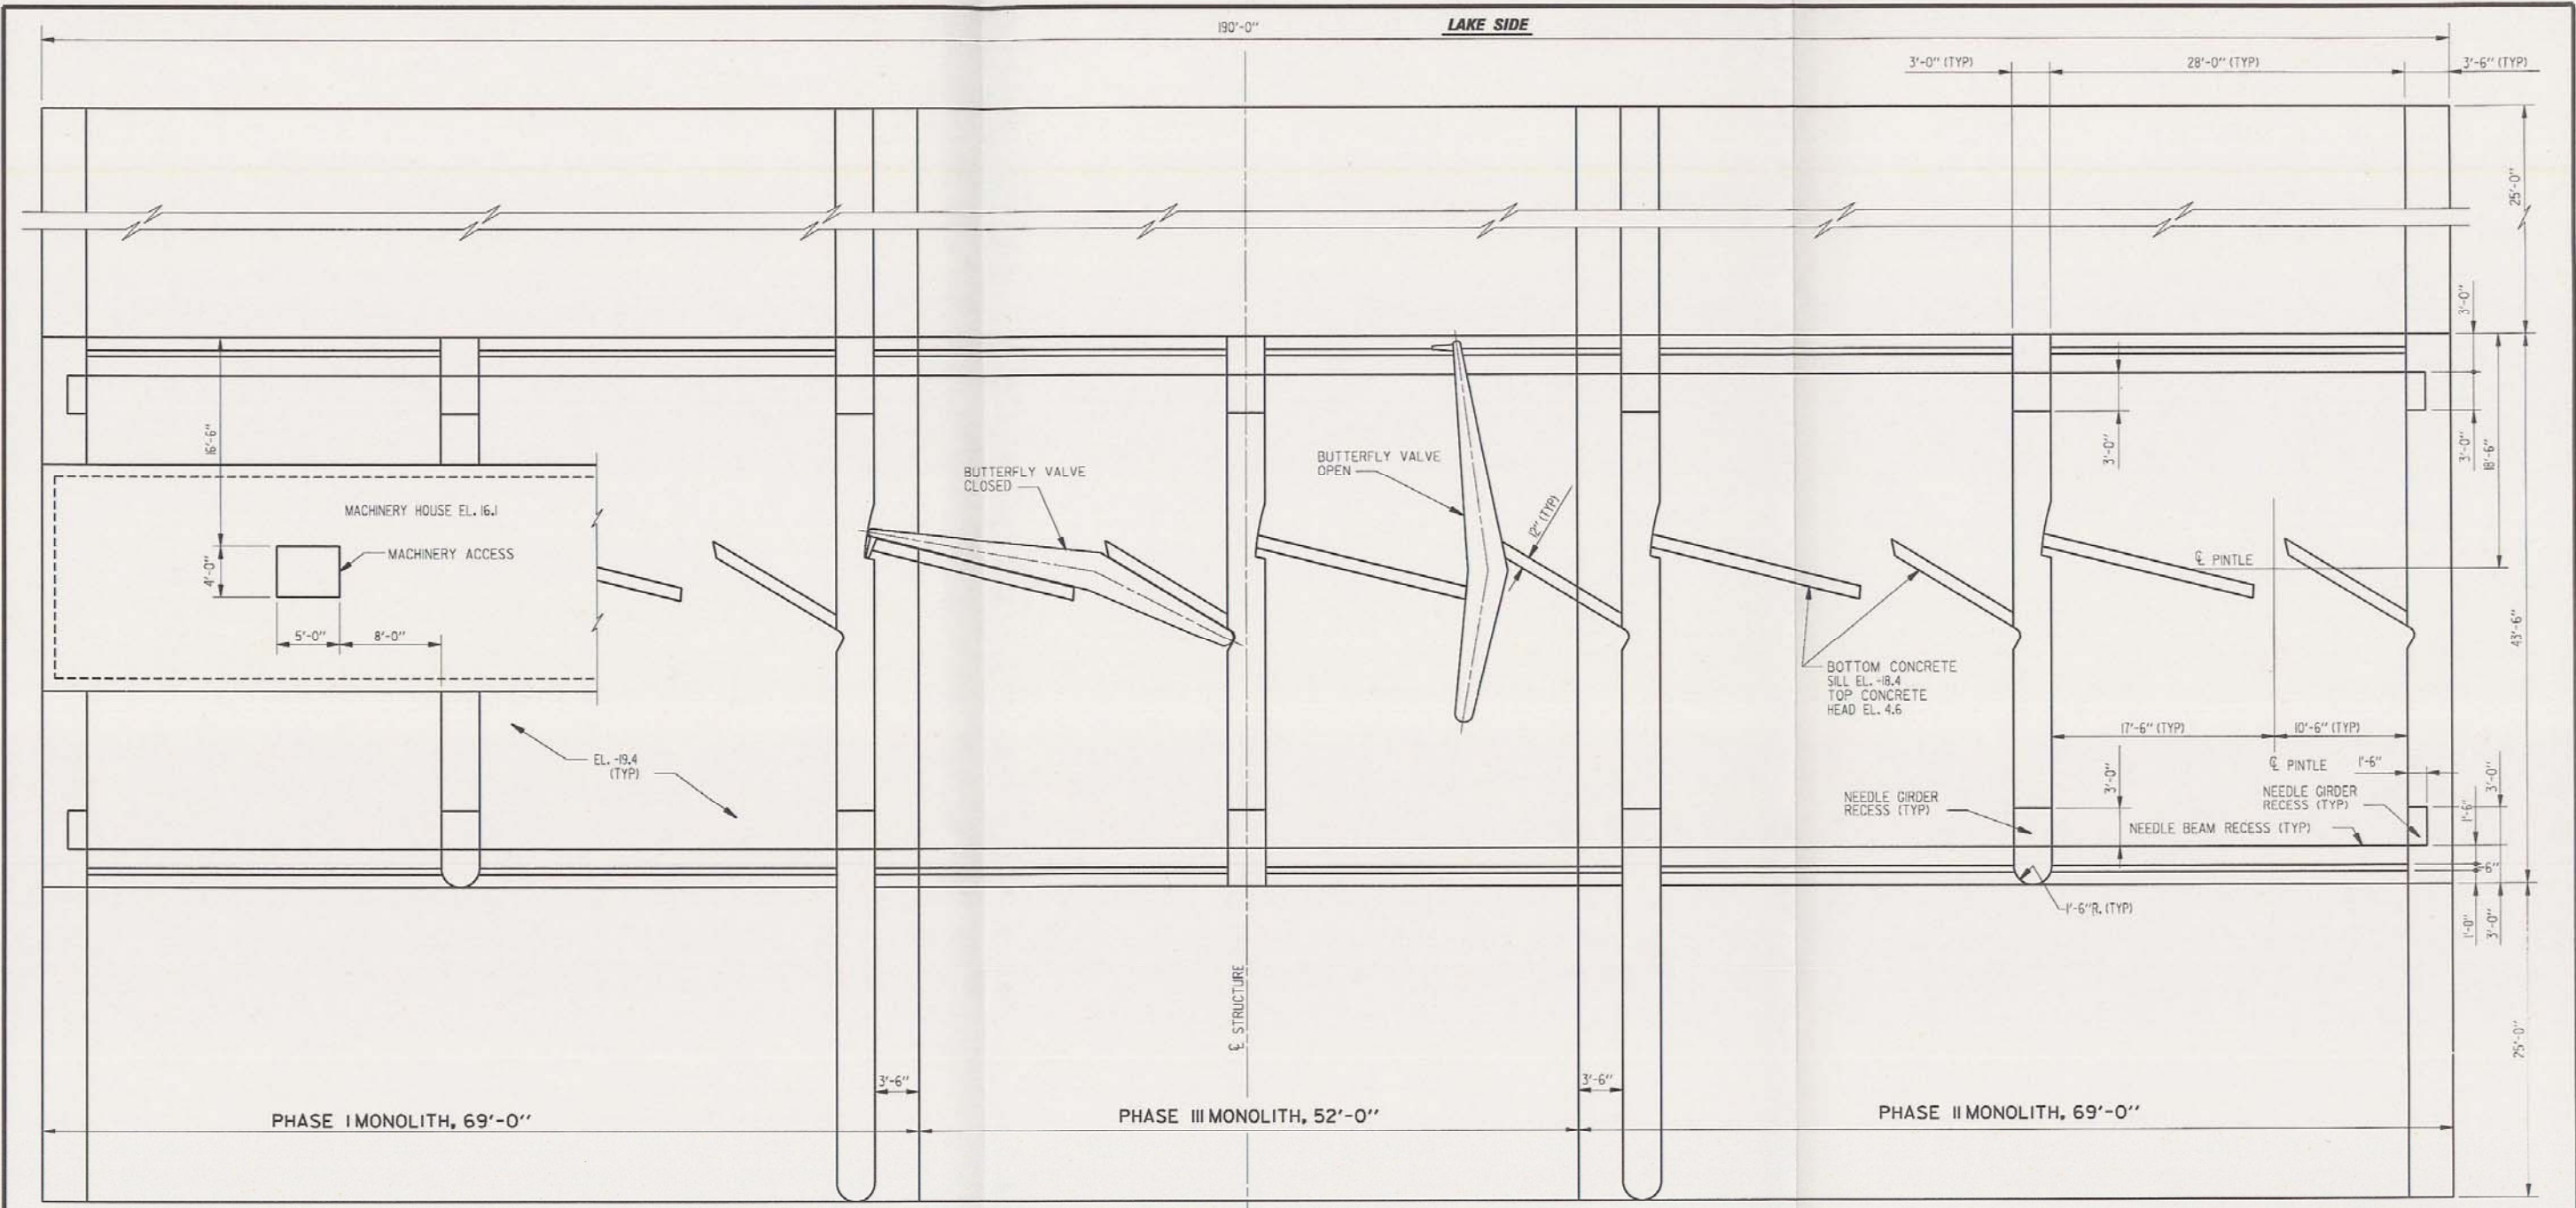 190'-0"
LAKE SIDE
3'-0" (TYP)
28'-0" (TYP)
3'-6" (TYP)
25'-0"
3'-0"
16'-6"
3'-0"
3'-0"
18'-6"
BUTTERFLY VALVE
CLOSED
BUTTERFLY VALVE
OPEN
12" (TYP)
MACHINERY HOUSE EL. 16.1
MACHINERY ACCESS
4'-0"
5'-0"
8'-0"
℄ PINTLE
43'-6"
BOTTOM CONCRETE
SILL EL. -18.4
TOP CONCRETE
HEAD EL. 4.6
17'-6" (TYP)
10'-6" (TYP)
EL. -19.4
(TYP)
℄ PINTLE
1'-6"
3'-0"
3'-0"
NEEDLE GIRDER
RECESS (TYP)
NEEDLE GIRDER
RECESS (TYP)
1'-6"
NEEDLE BEAM RECESS (TYP)
6"
1'-6"R. (TYP)
1'-0"
3'-0"
℄ STRUCTURE
25'-0"
3'-6"
3'-6"
PHASE I MONOLITH, 69'-0"
PHASE III MONOLITH, 52'-0"
PHASE II MONOLITH, 69'-0"